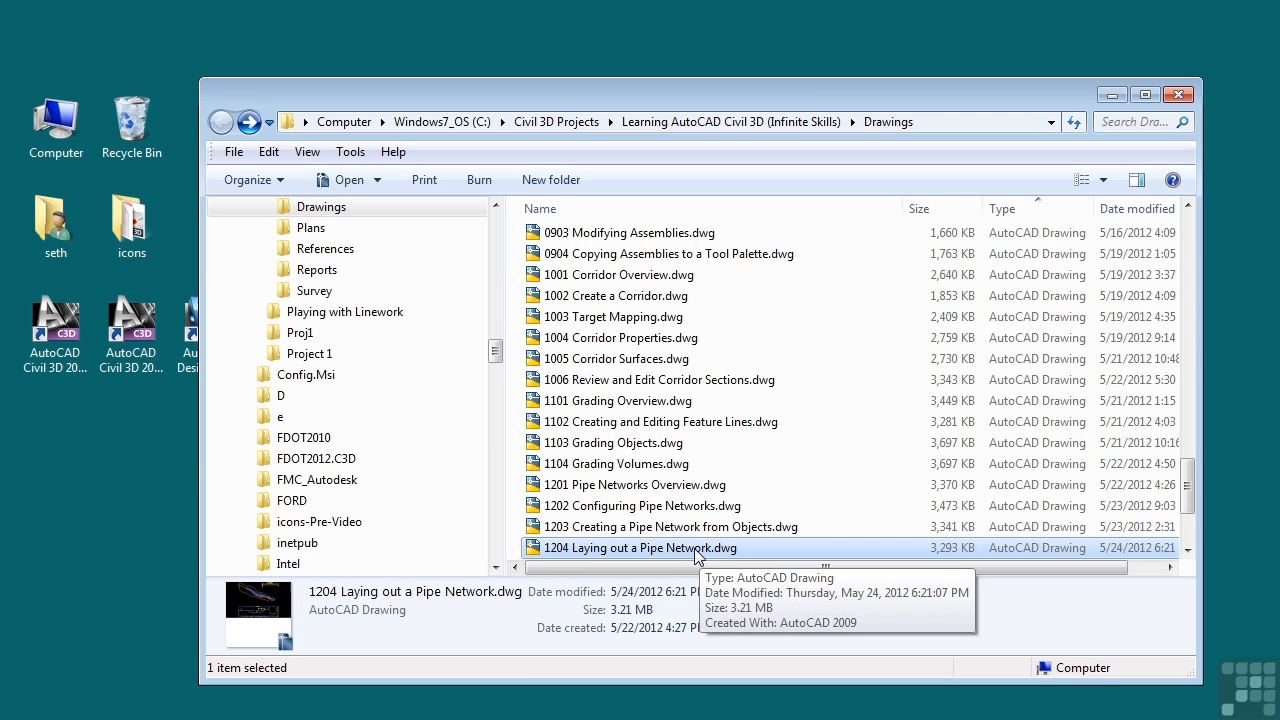 Computer
Recycle Bin
seth
icons
AutoCAD
Civil 3D 20...
AutoCAD
Civil 3D 20...
Au
Desi
Computer
Windows7_OS (C:)
Civil 3D Projects
Learning AutoCAD Civil 3D (Infinite Skills)
Drawings
Search Dra...
File Edit View Tools Help
Organize Open Print Burn New folder
Drawings
Plans
References
Reports
Survey
Playing with Linework
Proj1
Project 1
Config.Msi
D
e
FDOT2010
FDOT2012.C3D
FMC_Autodesk
FORD
icons-Pre-Video
inetpub
Intel
Name Size Type Date modified
0903 Modifying Assemblies.dwg 1,660 KB AutoCAD Drawing 5/16/2012 4:09
0904 Copying Assemblies to a Tool Palette.dwg 1,763 KB AutoCAD Drawing 5/19/2012 1:05
1001 Corridor Overview.dwg 2,640 KB AutoCAD Drawing 5/19/2012 3:37
1002 Create a Corridor.dwg 1,853 KB AutoCAD Drawing 5/19/2012 4:09
1003 Target Mapping.dwg 2,409 KB AutoCAD Drawing 5/19/2012 4:35
1004 Corridor Properties.dwg 2,759 KB AutoCAD Drawing 5/19/2012 9:14
1005 Corridor Surfaces.dwg 2,730 KB AutoCAD Drawing 5/21/2012 10:48
1006 Review and Edit Corridor Sections.dwg 3,343 KB AutoCAD Drawing 5/22/2012 5:30
1101 Grading Overview.dwg 3,449 KB AutoCAD Drawing 5/21/2012 1:15
1102 Creating and Editing Feature Lines.dwg 3,281 KB AutoCAD Drawing 5/21/2012 4:03
1103 Grading Objects.dwg 3,697 KB AutoCAD Drawing 5/21/2012 10:16
1104 Grading Volumes.dwg 3,697 KB AutoCAD Drawing 5/22/2012 4:50
1201 Pipe Networks Overview.dwg 3,370 KB AutoCAD Drawing 5/22/2012 4:26
1202 Configuring Pipe Networks.dwg 3,473 KB AutoCAD Drawing 5/23/2012 9:03
1203 Creating a Pipe Network from Objects.dwg 3,341 KB AutoCAD Drawing 5/23/2012 2:31
1204 Laying out a Pipe Network.dwg 3,293 KB AutoCAD Drawing 5/24/2012 6:21
Type: AutoCAD Drawing
Date Modified: Thursday, May 24, 2012 6:21:07 PM
Size: 3.21 MB
Created With: AutoCAD 2009
1204 Laying out a Pipe Network.dwg Date modified: 5/24/2012 6:21 P
AutoCAD Drawing Size: 3.21 MB
Date created: 5/22/2012 4:27 P
1 item selected
Computer